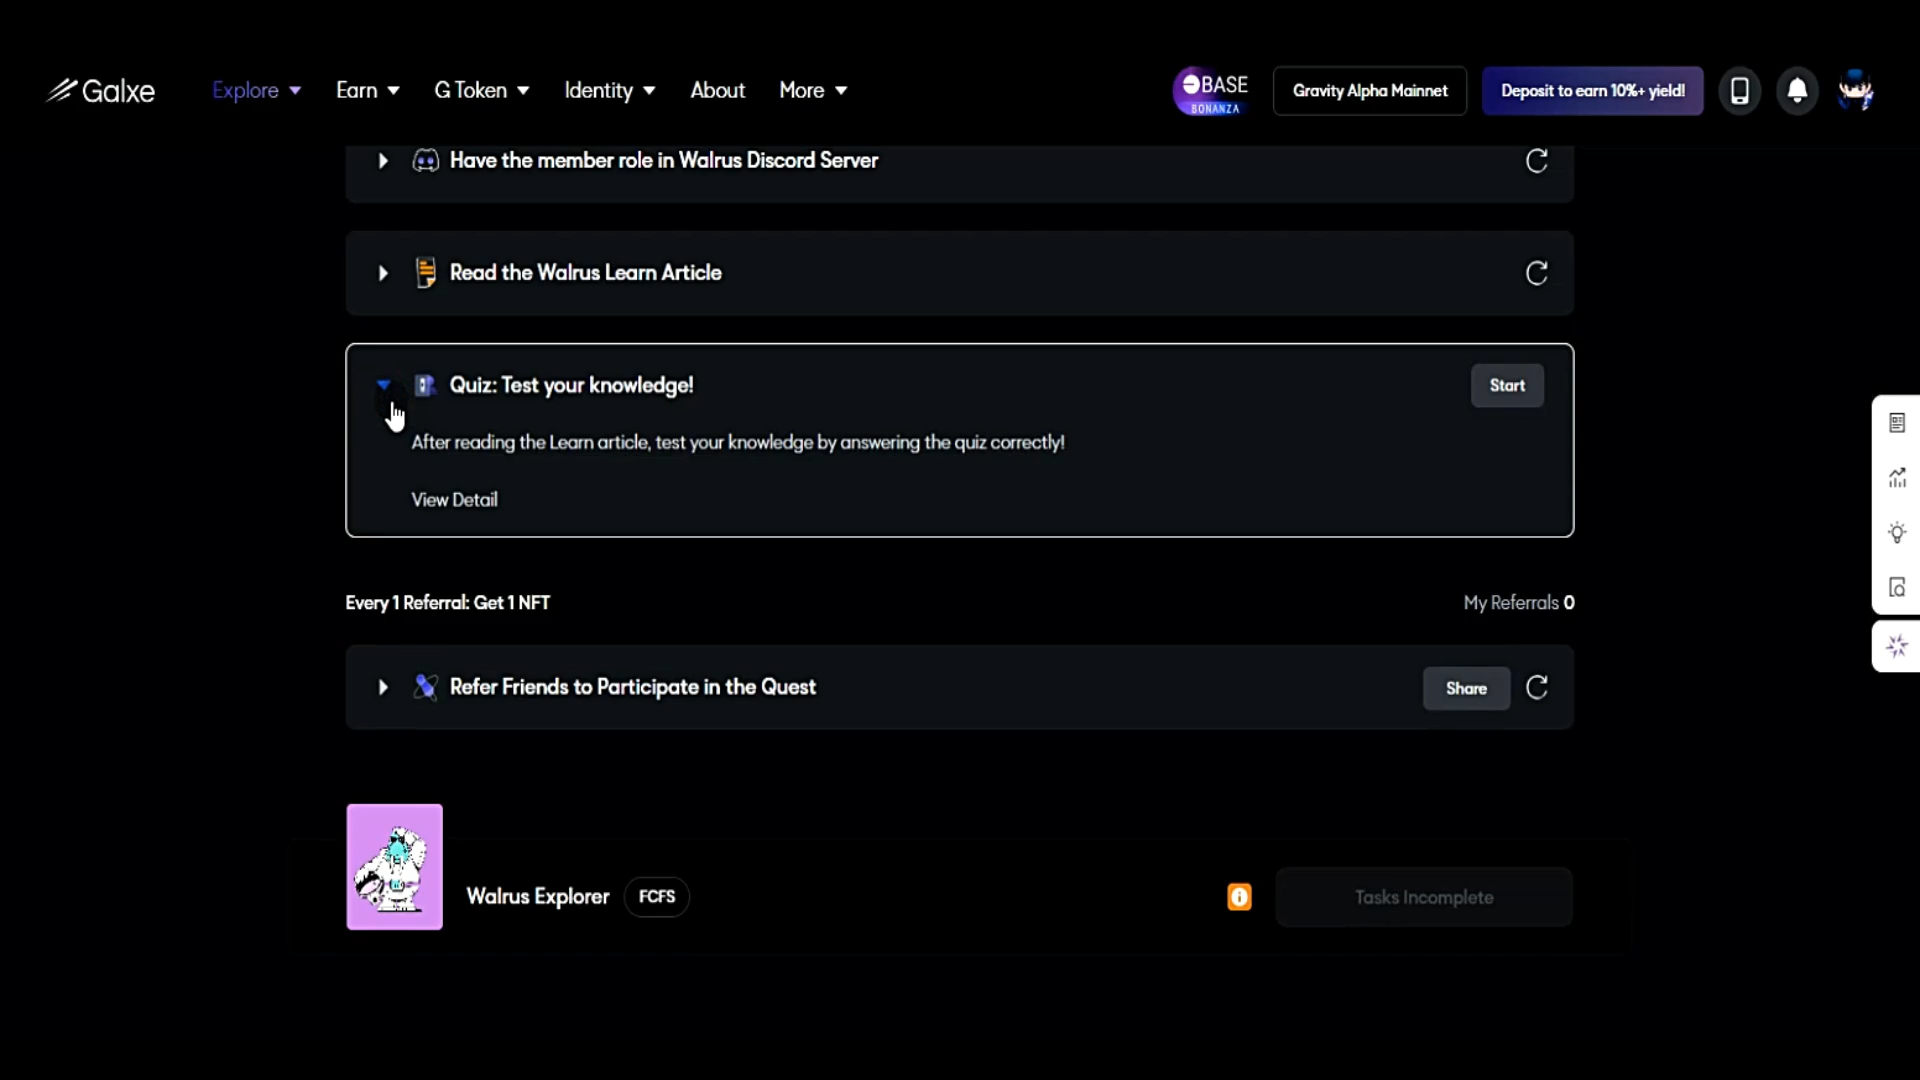 Galxe Explore Earn G Token Identity About More BASE Gravity Alpha Mainnet Deposit to earn 10%+ yield!
BONANZA
Have the member role in Walrus Discord Server
Read the Walrus Learn Article
Quiz: Test your knowledge! Start
After reading the Learn article, test your knowledge by answering the quiz correctly!
View Detail
Every 1 Referral: Get 1 NFT My Referrals 0
Refer Friends to Participate in the Quest Share
Walrus Explorer FCFS Tasks Incomplete